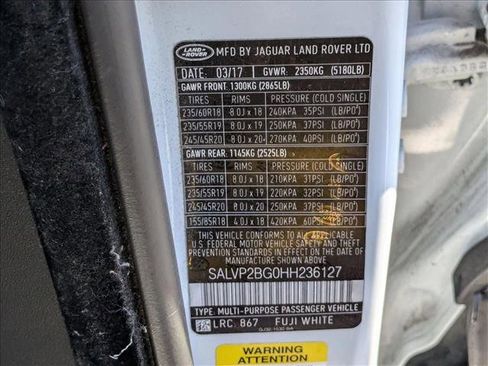 LAND ROVER MFD BY JAGUAR LAND ROVER LTD
DATE: 03/17 GVWR: 2350KG (5180LB)
GAWR FRONT: 1300KG (2865LB)
TIRES RIMS PRESSURE (COLD SINGLE)
235/60R18 8.0J x 18 240KPA 35PSI (LB/PO²)
235/55R19 8.0J x 19 250KPA 37PSI (LB/PO²)
245/45R20 8.0J x 20 270KPA 40PSI (LB/PO²)
GAWR REAR: 1145KG (2525LB)
TIRES RIMS PRESSURE (COLD SINGLE)
235/60R18 8.0J x 18 210KPA 31PSI (LB/PO²)
235/55R19 8.0J x 19 220KPA 32PSI (LB/PO²)
245/45R20 8.0J x 20 250KPA 37PSI (LB/PO²)
155/85R18 4.0J x 18 420KPA 60PSI (LB/PO²)
THIS VEHICLE CONFORMS TO ALL APPLICABLE
U.S. FEDERAL MOTOR VEHICLE SAFETY AND THEFT
PREVENTION STANDARDS IN EFFECT ON THE DATE
OF MANUFACTURE SHOWN ABOVE.
SALVP2BG0HH236127
TYPE: MULTI-PURPOSE PASSENGER VEHICLE
LRC 867 FUJI WHITE
WARNING ATTENTION